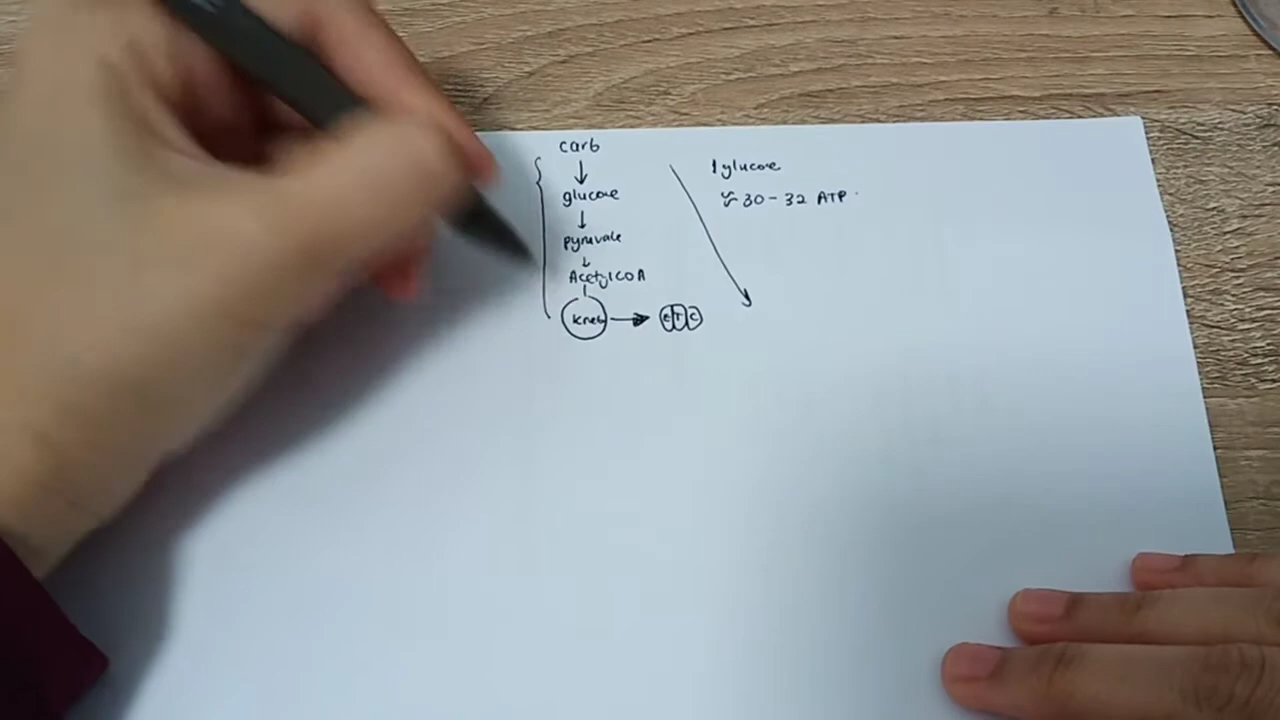 carb
glucose
pyruvate
Acetyl COA
kreb
ETC
1 glucose
≈ 30 - 32 ATP